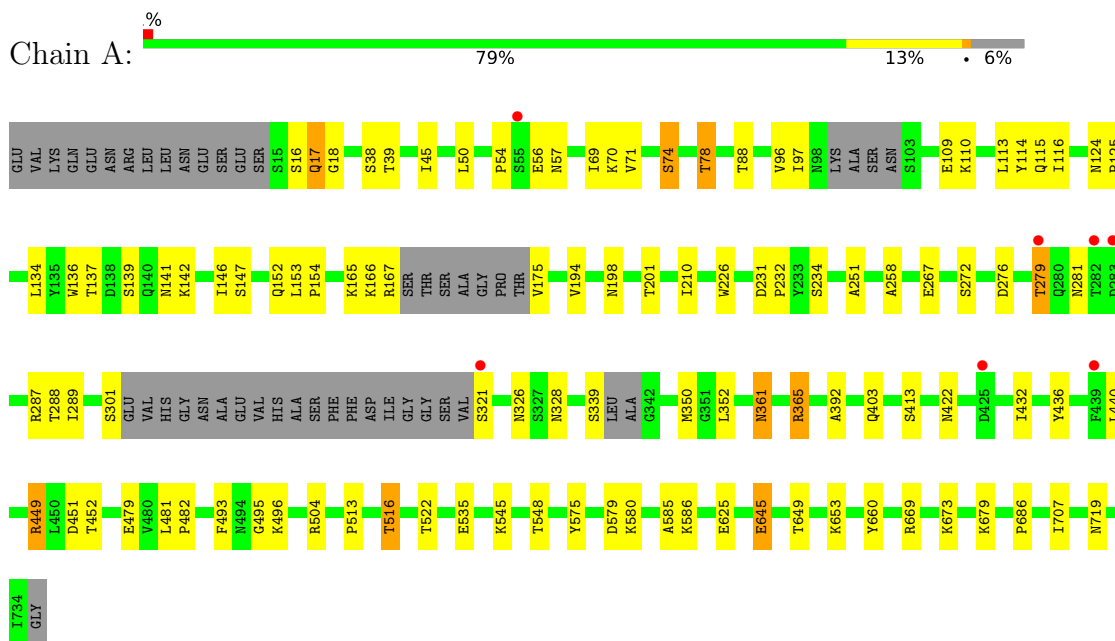 .%
Chain A:
79% 13% • 6%
GLU VAL LYS GLN GLU ASN ARG LEU LEU ASN GLU SER GLU SER S15 S16 Q17 G18 S38 T39 I45 L50 P54 S55 E56 N57 I69 K70 V71 S74 T78 T88 V96 I97 N98 LYS ALA SER ASN S103 E109 K110 L113 Y114 Q115 I116 N124
L134 Y135 W136 T137 D138 S139 Q140 N141 K142 I146 S147 Q152 L153 P154 K165 K166 R167 SER THR SER ALA GLY PRO THR V175 V194 N198 T201 I210 W226 D231 P232 Y233 S234 A251 A258 E267 S272 D276 T279 Q280 N281 T282
R287 T288 I289 S301 GLU VAL HIS GLY ASN ALA GLU VAL HIS ALA SER PHE PHE ASP ILE GLY GLY SER VAL S321 N326 S327 N328 S339 LEU ALA G342 M350 G351 L352 N361 R365 A392 Q403 S413 N422 D425 I432 Y436 F439 L440
R449 L450 D451 T452 E479 V480 L481 P482 F493 N494 G495 K496 R504 P513 T516 T522 E535 K545 T548 Y575 D579 K580 A585 K586 E625 E645 T649 K653 Y660 R669 K673 K679 P686 I707 N719
I734 GLY